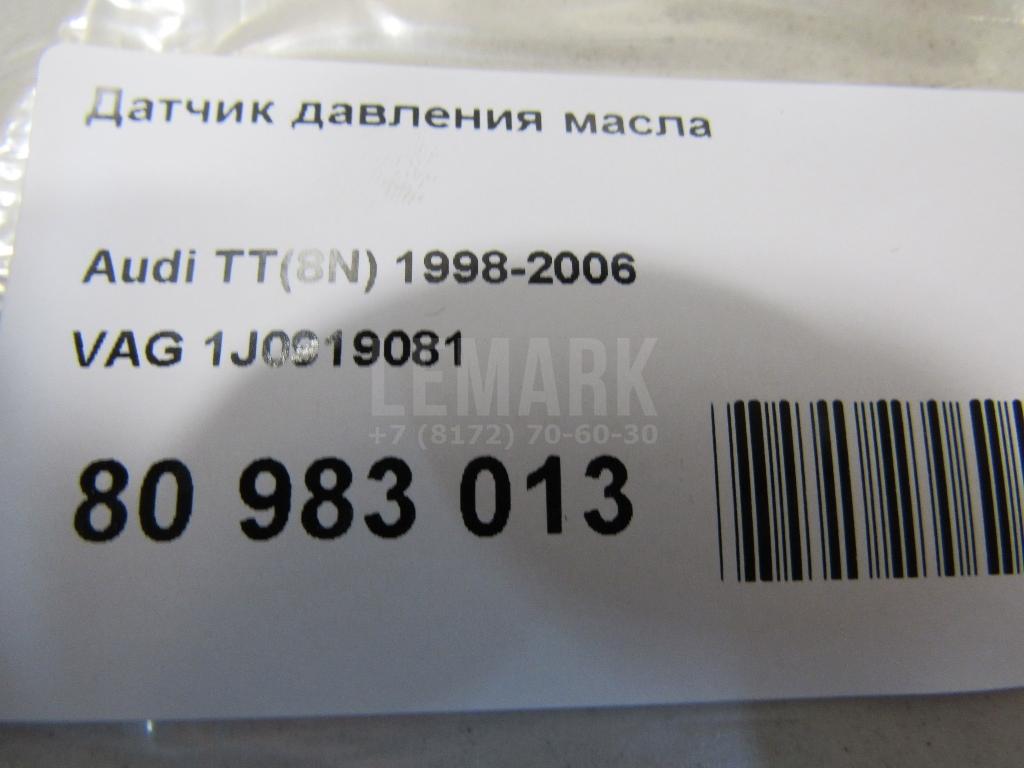 Датчик давления масла
Audi TT(8N) 1998-2006
VAG 1J0919081
LEMARK
+7 (8172) 70-60-30
80 983 013